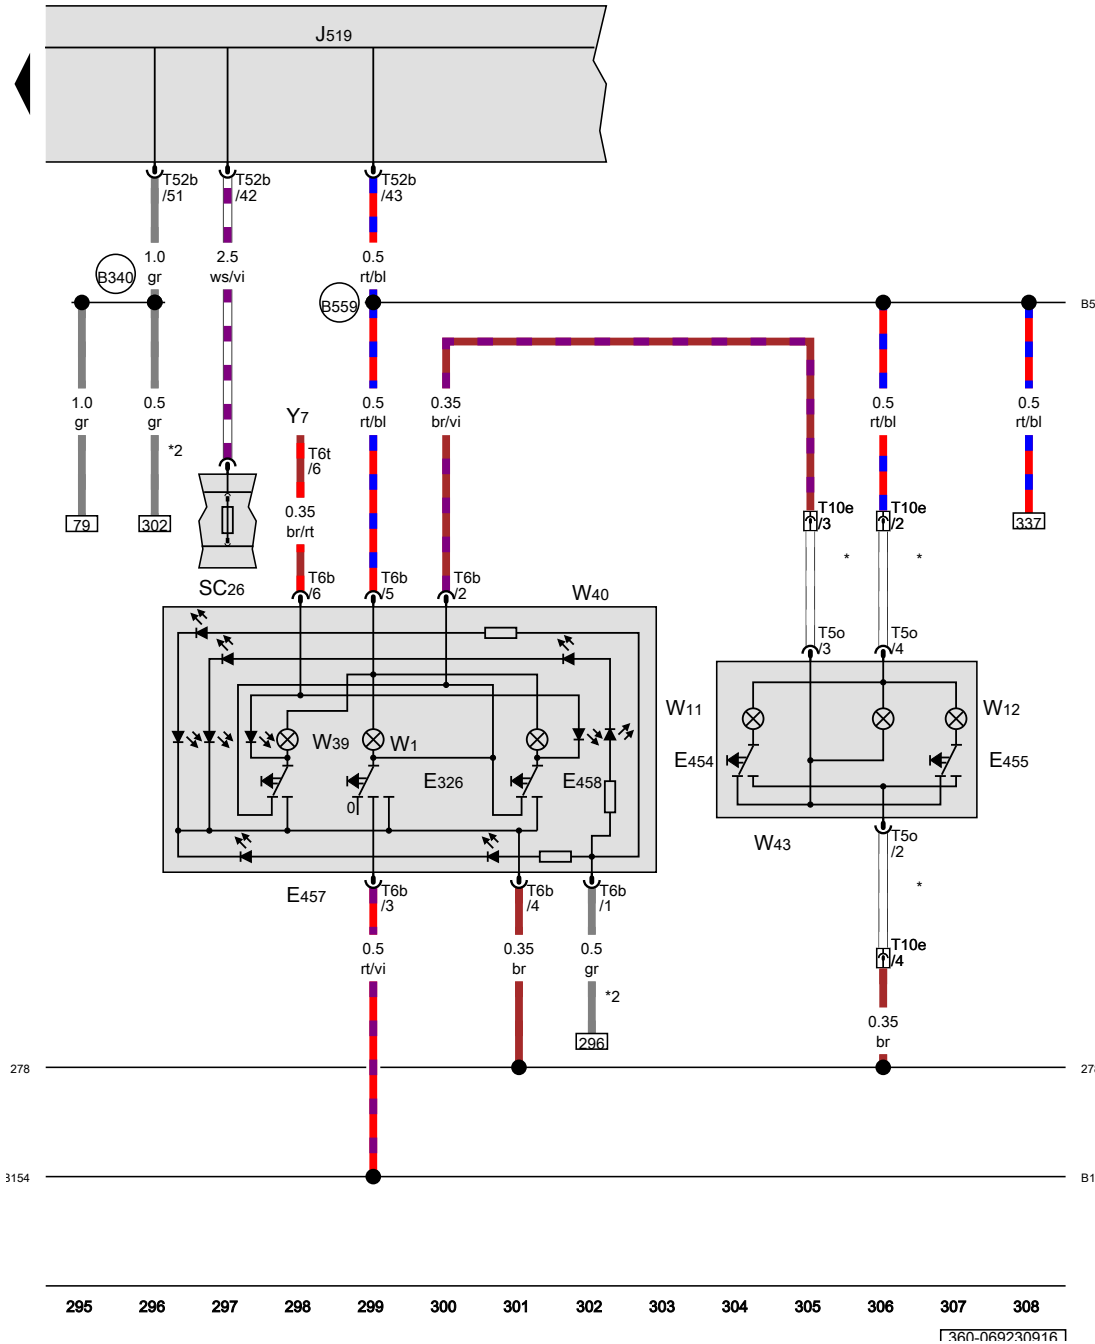 J519
T52b
/51
T52b
/42
T52b
/43
1.0
gr
2.5
ws/vi
0.5
rt/bl
B340
B559
B5
1.0
gr
0.5
gr
*2
Y7
T6t
/6
0.5
rt/bl
0.35
br/vi
0.5
rt/bl
0.5
rt/bl
79
302
0.35
br/rt
T10e
/3
T10e
/2
337
*
*
SC26
T6b
/6
T6b
/5
T6b
/2
W40
T5o
/3
T5o
/4
W11
W12
W39
W1
E326
E458
E454
E455
0
W43
T5o
/2
E457
T6b
/3
T6b
/4
T6b
/1
*
0.5
rt/vi
0.35
br
0.5
gr
*2
T10e
/4
296
0.35
br
278
278
B154
B1
295 296 297 298 299 300 301 302 303 304 305 306 307 308
360-069230916